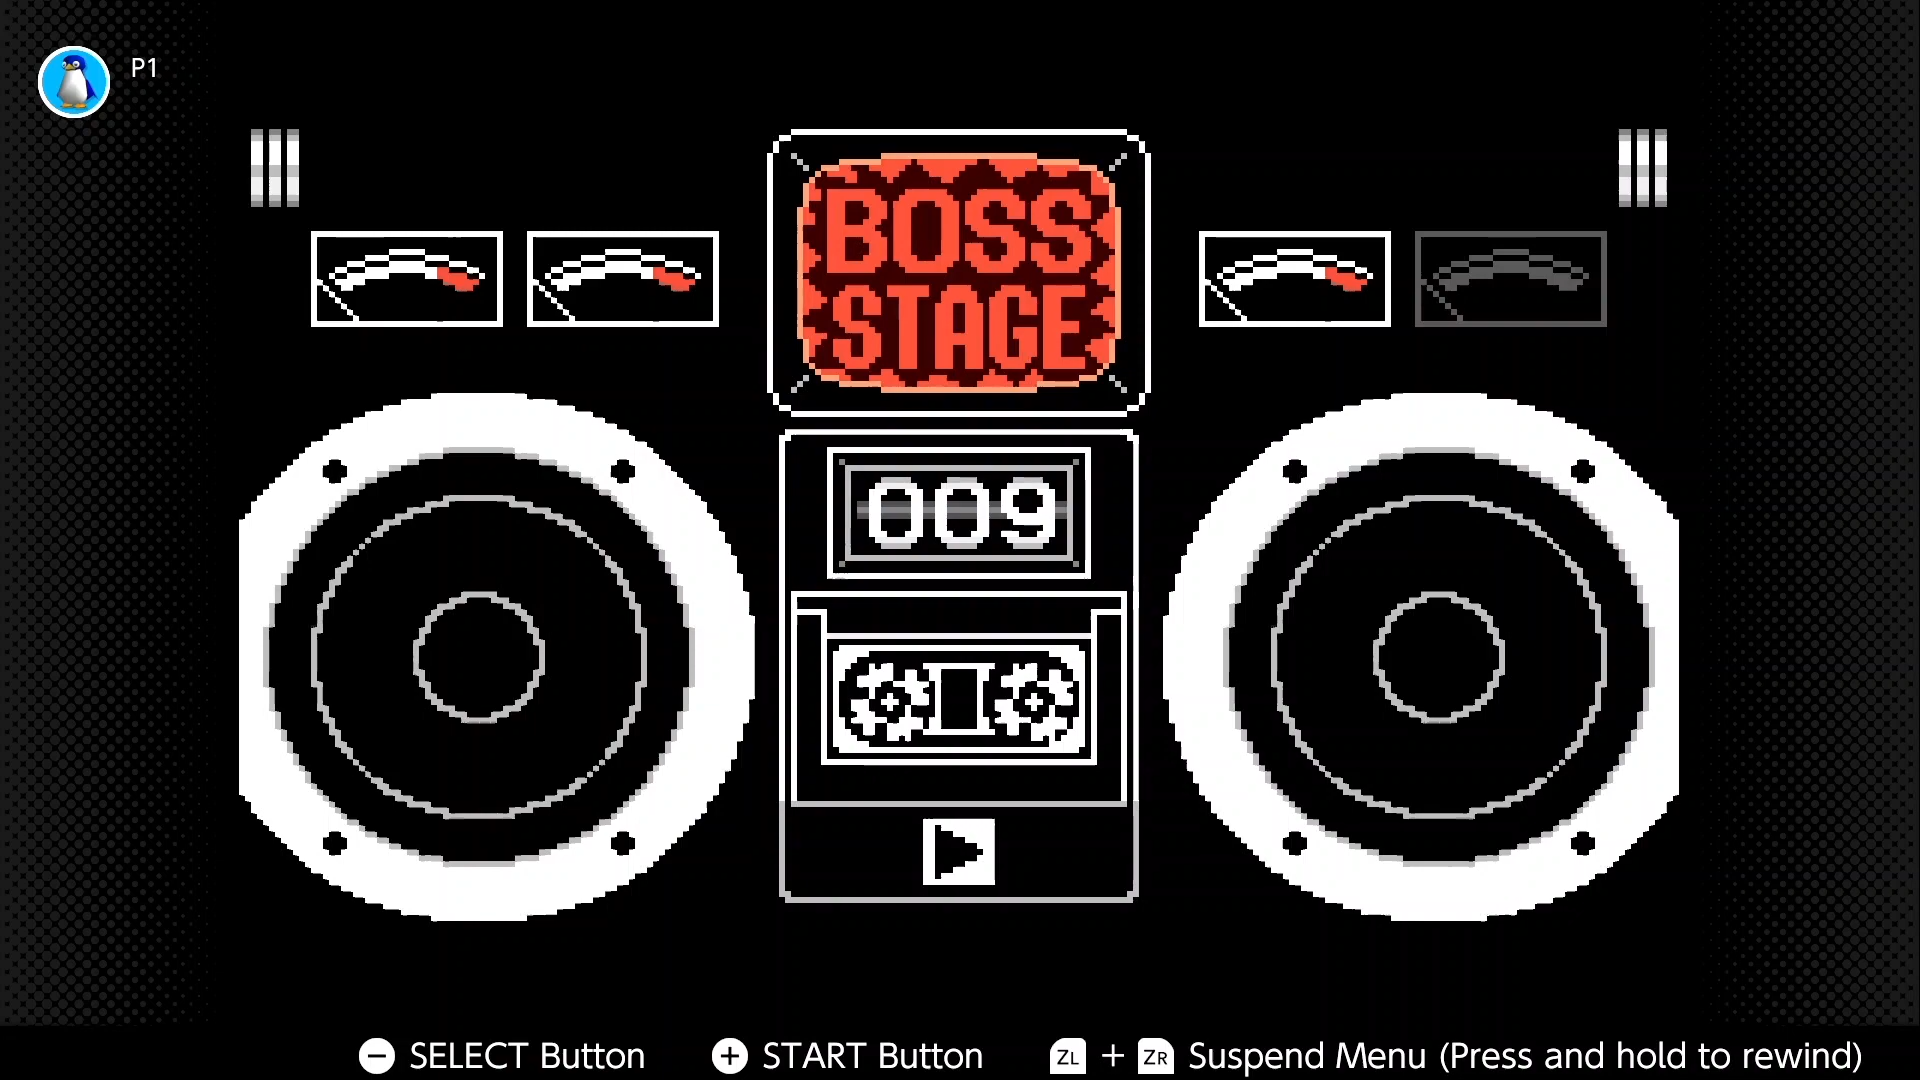 P1
BOSS
STAGE
009
− SELECT Button + START Button ZL + ZR Suspend Menu (Press and hold to rewind)